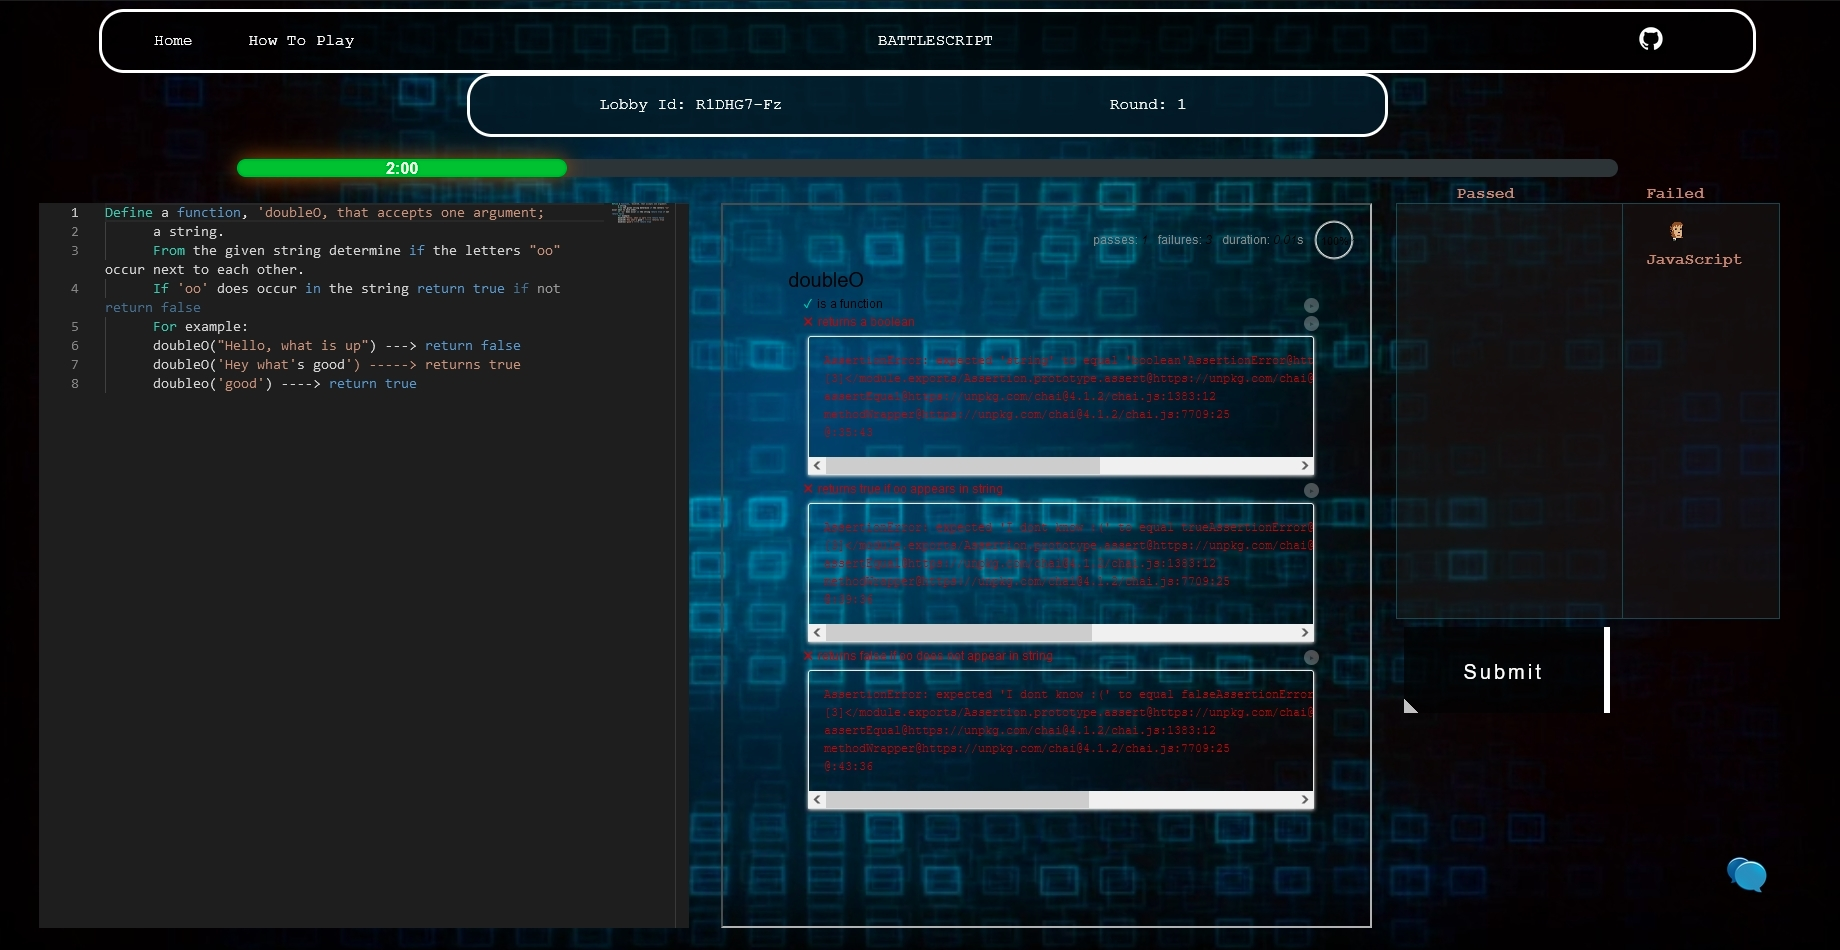 Home How To Play BATTLESCRIPT
Lobby Id: R1DHG7-Fz Round: 1
2:00
1 Define a function, 'doubleO, that accepts one argument;
2 a string.
3 From the given string determine if the letters "oo"
occur next to each other.
4 If 'oo' does occur in the string return true if not
return false
5 For example:
6 doubleO("Hello, what is up") ---> return false
7 doubleO('Hey what's good') -----> returns true
8 doubleo('good') ----> return true
passes: failures: duration: s
doubleO
✓ is a function
✕ returns a boolean
AssertionError: expected 'string' to equal 'boolean'AssertionError@htt
[3]</module.exports/Assertion.prototype.assert@https://unpkg.com/chai@
assertEqual@https://unpkg.com/chai@4.1.2/chai.js:1383:12
methodWrapper@https://unpkg.com/chai@4.1.2/chai.js:7709:25
@:35:43
✕ returns true if oo appears in string
AssertionError: expected 'I dont know :(' to equal trueAssertionError@
[3]</module.exports/Assertion.prototype.assert@https://unpkg.com/chai@
assertEqual@https://unpkg.com/chai@4.1.2/chai.js:1383:12
methodWrapper@https://unpkg.com/chai@4.1.2/chai.js:7709:25
✕ returns false if oo does not appear in string
AssertionError: expected 'I dont know :(' to equal falseAssertionError
[3]</module.exports/Assertion.prototype.assert@https://unpkg.com/chai@
assertEqual@https://unpkg.com/chai@4.1.2/chai.js:1383:12
methodWrapper@https://unpkg.com/chai@4.1.2/chai.js:7709:25
@:43:36
Passed Failed
JavaScript
Submit